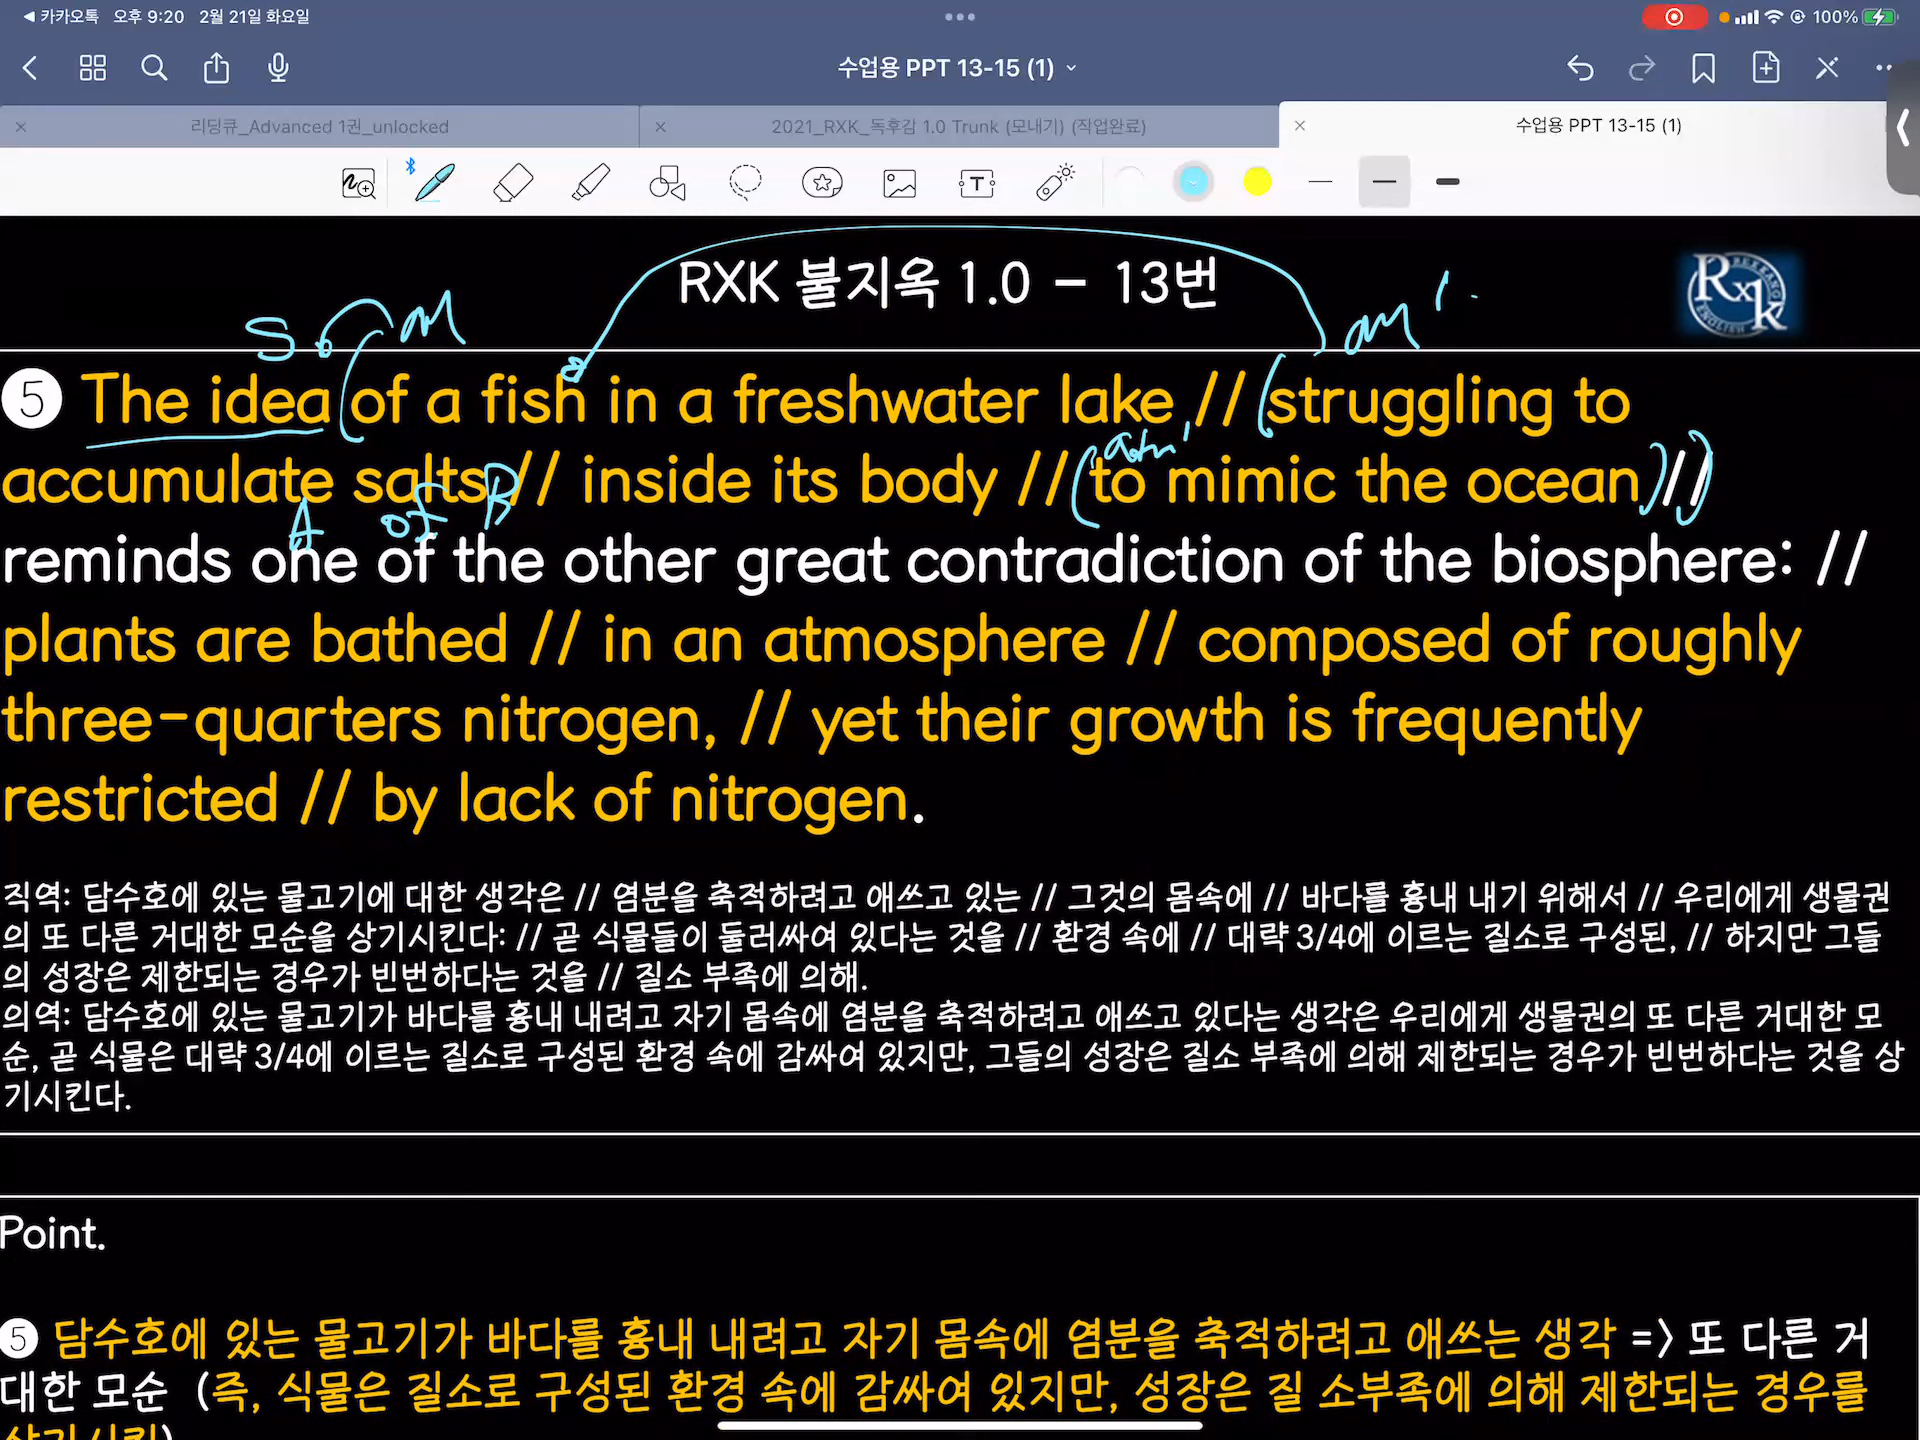 ◀ 카카오톡 오후 9:20 2월 21일 화요일
100%
수업용 PPT 13-15 (1)
리딩큐_Advanced 1권_unlocked
2021_RXK_독후감 1.0 Trunk (모내기) (작업완료)
수업용 PPT 13-15 (1)
RXK 불지옥 1.0 – 13번
RxK
ENGLISH
S
M
❺ The idea of a fish in a freshwater lake, // struggling to
accumulate salts // inside its body // to mimic the ocean //
A of B
reminds one of the other great contradiction of the biosphere: //
plants are bathed // in an atmosphere // composed of roughly
three-quarters nitrogen, // yet their growth is frequently
restricted // by lack of nitrogen.
직역: 담수호에 있는 물고기에 대한 생각은 // 염분을 축적하려고 애쓰고 있는 // 그것의 몸속에 // 바다를 흉내 내기 위해서 // 우리에게 생물권
의 또 다른 거대한 모순을 상기시킨다: // 곧 식물들이 둘러싸여 있다는 것을 // 환경 속에 // 대략 3/4에 이르는 질소로 구성된, // 하지만 그들
의 성장은 제한되는 경우가 빈번하다는 것을 // 질소 부족에 의해.
의역: 담수호에 있는 물고기가 바다를 흉내 내려고 자기 몸속에 염분을 축적하려고 애쓰고 있다는 생각은 우리에게 생물권의 또 다른 거대한 모
순, 곧 식물은 대략 3/4에 이르는 질소로 구성된 환경 속에 감싸여 있지만, 그들의 성장은 질소 부족에 의해 제한되는 경우가 빈번하다는 것을 상
기시킨다.
Point.
❺ 담수호에 있는 물고기가 바다를 흉내 내려고 자기 몸속에 염분을 축적하려고 애쓰는 생각 => 또 다른 거
대한 모순 (즉, 식물은 질소로 구성된 환경 속에 감싸여 있지만, 성장은 질 소부족에 의해 제한되는 경우를
상기시킴)